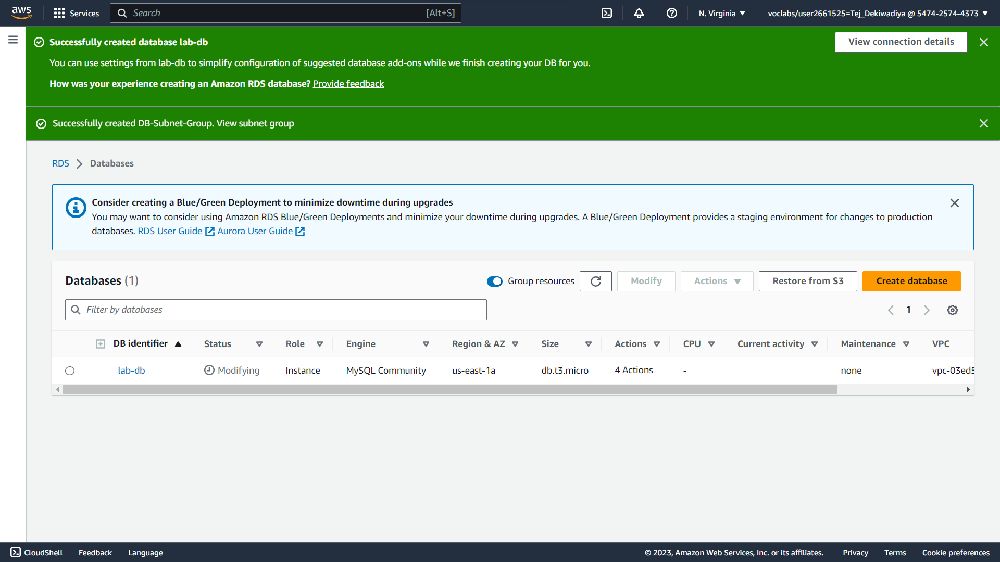 aws Services Search [Alt+S] N. Virginia voclabs/user2661525=Tej_Dekiwadiya @ 5474-2574-4373
Successfully created database lab-db View connection details
You can use settings from lab-db to simplify configuration of suggested database add-ons while we finish creating your DB for you.
How was your experience creating an Amazon RDS database? Provide feedback
Successfully created DB-Subnet-Group. View subnet group
RDS Databases
Consider creating a Blue/Green Deployment to minimize downtime during upgrades
You may want to consider using Amazon RDS Blue/Green Deployments and minimize your downtime during upgrades. A Blue/Green Deployment provides a staging environment for changes to production
databases. RDS User Guide Aurora User Guide
Databases (1) Group resources Modify Actions Restore from S3 Create database
Filter by databases 1
DB identifier Status Role Engine Region & AZ Size Actions CPU Current activity Maintenance VPC
lab-db Modifying Instance MySQL Community us-east-1a db.t3.micro 4 Actions - none vpc-03ed5
CloudShell Feedback Language © 2023, Amazon Web Services, Inc. or its affiliates. Privacy Terms Cookie preferences